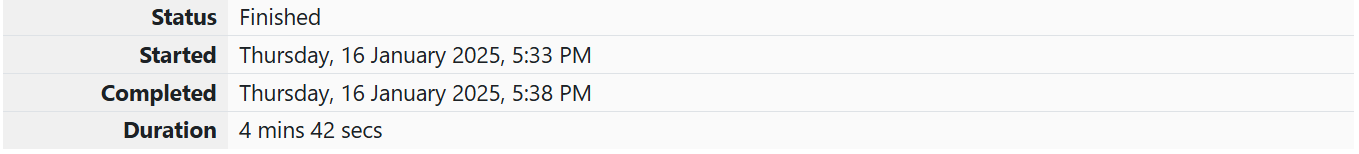 Status Finished
Started Thursday, 16 January 2025, 5:33 PM
Completed Thursday, 16 January 2025, 5:38 PM
Duration 4 mins 42 secs